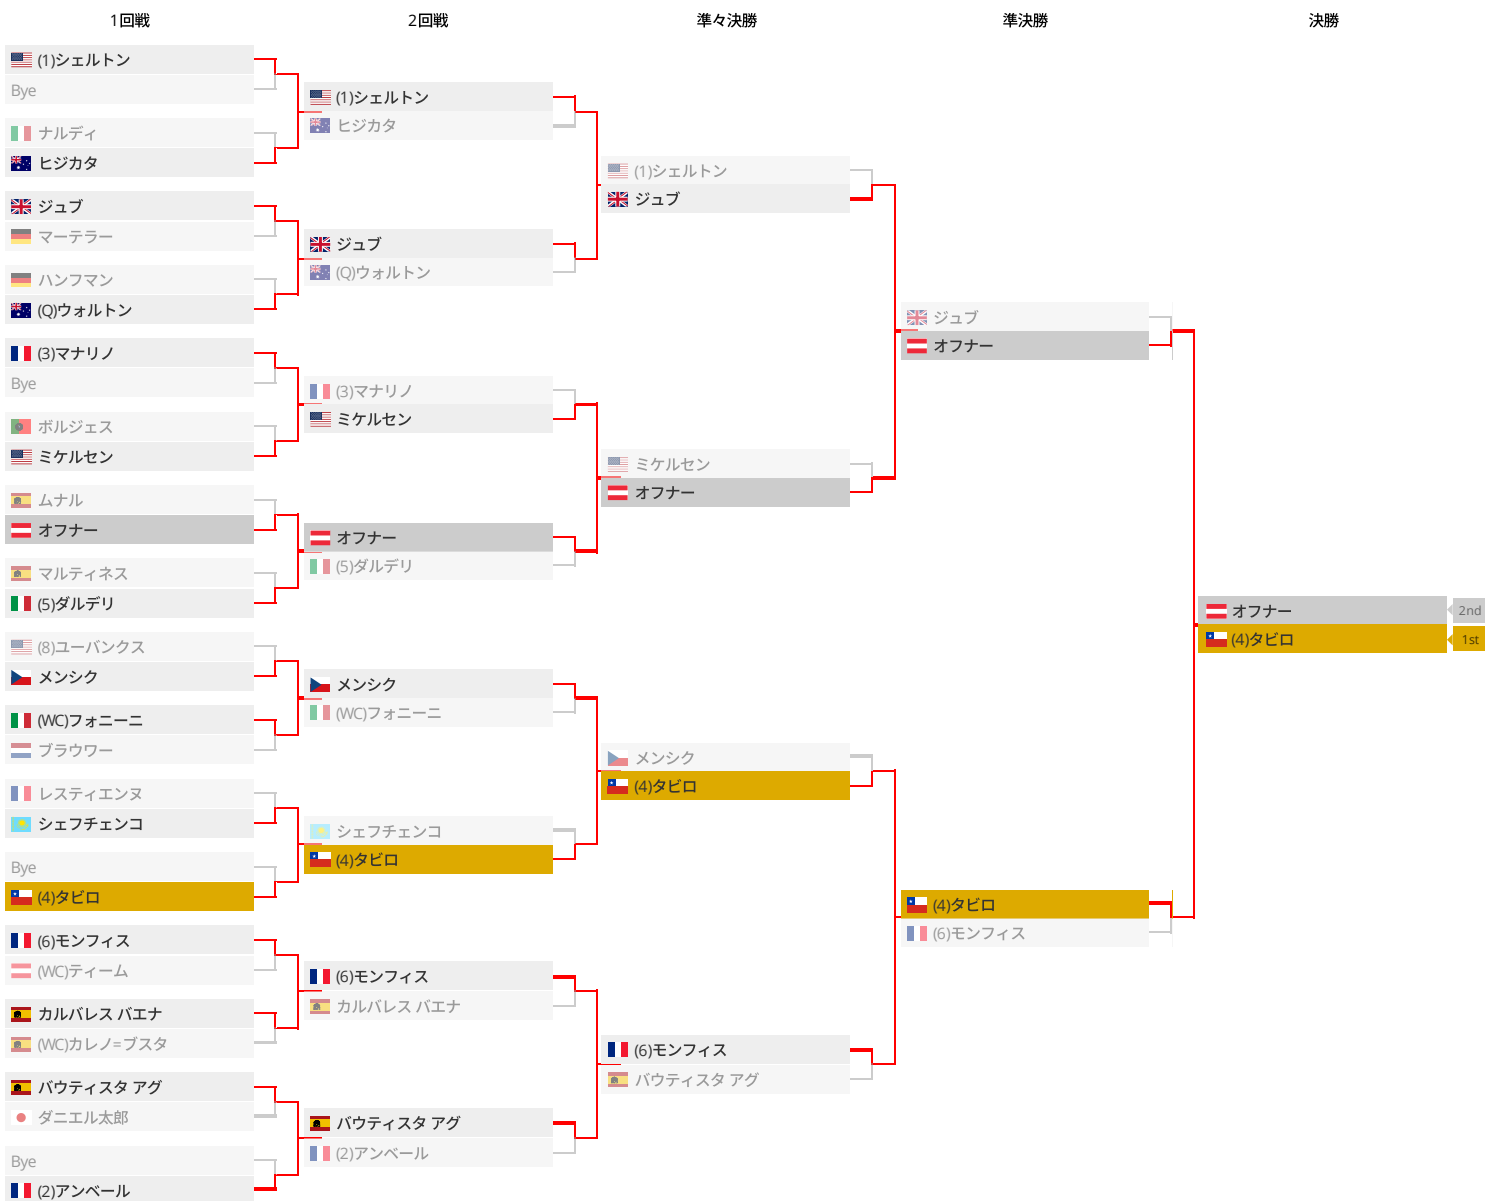 1回戦
2回戦
準々決勝
準決勝
決勝
(1)シェルトン
Bye
ナルディ
ヒジカタ
ジュブ
マーテラー
ハンフマン
(Q)ウォルトン
(3)マナリノ
Bye
ボルジェス
ミケルセン
ムナル
オフナー
マルティネス
(5)ダルデリ
(8)ユーバンクス
メンシク
(WC)フォニーニ
ブラウワー
レスティエンヌ
シェフチェンコ
Bye
(4)タビロ
(6)モンフィス
(WC)ティーム
カルバレス バエナ
(WC)カレノ=ブスタ
バウティスタ アグ
ダニエル太郎
Bye
(2)アンベール
(1)シェルトン
ヒジカタ
ジュブ
(Q)ウォルトン
(3)マナリノ
ミケルセン
オフナー
(5)ダルデリ
メンシク
(WC)フォニーニ
シェフチェンコ
(4)タビロ
(6)モンフィス
カルバレス バエナ
バウティスタ アグ
(2)アンベール
(1)シェルトン
ジュブ
ミケルセン
オフナー
メンシク
(4)タビロ
(6)モンフィス
バウティスタ アグ
ジュブ
オフナー
(4)タビロ
(6)モンフィス
オフナー
2nd
(4)タビロ
1st